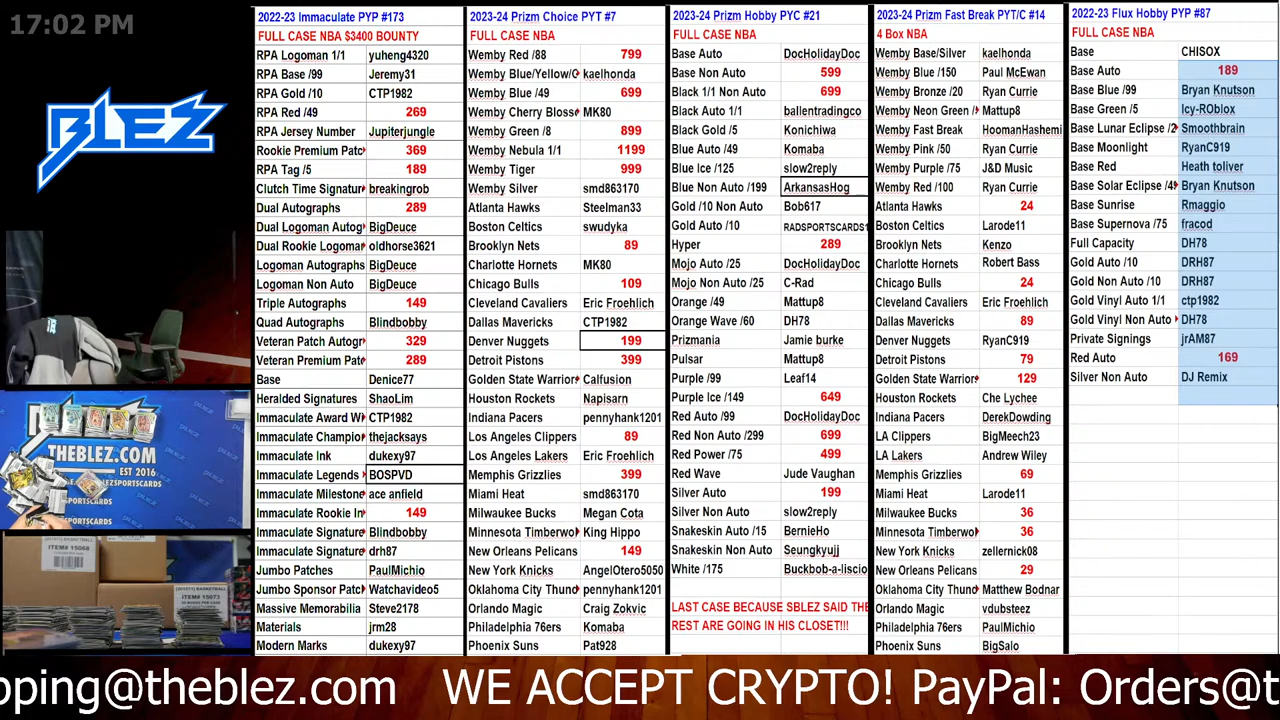 17:02 PM
BLEZ
THEBLEZ.COM
EST 2016
BLEZSPORTSCARDS
ITEM# 15068
ITEM# 15073
2022-23 Immaculate PYP #173
FULL CASE NBA $3400 BOUNTY
RPA Logoman 1/1 yuheng4320
RPA Base /99 Jeremy31
RPA Gold /10 CTP1982
RPA Red /49 269
RPA Jersey Number Jupiterjungle
Rookie Premium Patc 369
RPA Tag /5 189
Clutch Time Signatur breakingrob
Dual Autographs 289
Dual Logoman Autog BigDeuce
Dual Rookie Logomar oldhorse3621
Logoman Autographs BigDeuce
Logoman Non Auto BigDeuce
Triple Autographs 149
Quad Autographs Blindbobby
Veteran Patch Autogr 329
Veteran Premium Pate 289
Base Denice77
Heralded Signatures ShaoLim
Immaculate Award Wi CTP1982
Immaculate Champio thejacksays
Immaculate Ink dukexy97
Immaculate Legends BOSPVD
Immaculate Milestone ace anfield
Immaculate Rookie In 149
Immaculate Signature Blindbobby
Immaculate Signature drh87
Jumbo Patches PaulMichio
Jumbo Sponsor Patc Watchavideo5
Massive Memorabilia Steve2178
Materials jrm28
Modern Marks dukexy97
2023-24 Prizm Choice PYT #7
FULL CASE NBA
Wemby Red /88 799
Wemby Blue/Yellow/G kaelhonda
Wemby Blue /49 699
Wemby Cherry Blosso MK80
Wemby Green /8 899
Wemby Nebula 1/1 1199
Wemby Tiger 999
Wemby Silver smd863170
Atlanta Hawks Steelman33
Boston Celtics swudyka
Brooklyn Nets 89
Charlotte Hornets MK80
Chicago Bulls 109
Cleveland Cavaliers Eric Froehlich
Dallas Mavericks CTP1982
Denver Nuggets 199
Detroit Pistons 399
Golden State Warrior Calfusion
Houston Rockets Napisarn
Indiana Pacers pennyhank1201
Los Angeles Clippers 89
Los Angeles Lakers Eric Froehlich
Memphis Grizzlies 399
Miami Heat smd863170
Milwaukee Bucks Megan Cota
Minnesota Timberwol King Hippo
New Orleans Pelicans 149
New York Knicks AngelOtero5050
Oklahoma City Thund pennyhank1201
Orlando Magic Craig Zokvic
Philadelphia 76ers Komaba
Phoenix Suns Pat928
2023-24 Prizm Hobby PYC #21
FULL CASE NBA
Base Auto DocHolidayDoc
Base Non Auto 599
Black 1/1 Non Auto 699
Black Auto 1/1 ballentradingco
Black Gold /5 Konichiwa
Blue Auto /49 Komaba
Blue Ice /125 slow2reply
Blue Non Auto /199 ArkansasHog
Gold /10 Non Auto Bob617
Gold Auto /10 RADSPORTSCARDS1
Hyper 289
Mojo Auto /25 DocHolidayDoc
Mojo Non Auto /25 C-Rad
Orange /49 Mattup8
Orange Wave /60 DH78
Prizmania Jamie burke
Pulsar Mattup8
Purple /99 Leaf14
Purple Ice /149 649
Red Auto /99 DocHolidayDoc
Red Non Auto /299 699
Red Power /75 499
Red Wave Jude Vaughan
Silver Auto 199
Silver Non Auto slow2reply
Snakeskin Auto /15 BernieHo
Snakeskin Non Auto Seungkyujj
White /175 Buckbob-a-liscio
LAST CASE BECAUSE SBLEZ SAID THE
REST ARE GOING IN HIS CLOSET!!!
2023-24 Prizm Fast Break PYT/C #14
4 Box NBA
Wemby Base/Silver kaelhonda
Wemby Blue /150 Paul McEwan
Wemby Bronze /20 Ryan Currie
Wemby Neon Green / Mattup8
Wemby Fast Break HoomanHashemi
Wemby Pink /50 Ryan Currie
Wemby Purple /75 J&D Music
Wemby Red /100 Ryan Currie
Atlanta Hawks 24
Boston Celtics Larode11
Brooklyn Nets Kenzo
Charlotte Hornets Robert Bass
Chicago Bulls 24
Cleveland Cavaliers Eric Froehlich
Dallas Mavericks 89
Denver Nuggets RyanC919
Detroit Pistons 79
Golden State Warrior 129
Houston Rockets Che Lychee
Indiana Pacers DerekDowding
LA Clippers BigMeech23
LA Lakers Andrew Wiley
Memphis Grizzlies 69
Miami Heat Larode11
Milwaukee Bucks 36
Minnesota Timberwol 36
New York Knicks zellernick08
New Orleans Pelicans 29
Oklahoma City Thund Matthew Bodnar
Orlando Magic vdubsteez
Philadelphia 76ers PaulMichio
Phoenix Suns BigSalo
2022-23 Flux Hobby PYP #87
FULL CASE NBA
Base CHISOX
Base Auto 189
Base Blue /99 Bryan Knutson
Base Green /5 Icy-ROblox
Base Lunar Eclipse /2 Smoothbrain
Base Moonlight RyanC919
Base Red Heath toliver
Base Solar Eclipse /49 Bryan Knutson
Base Sunrise Rmaggio
Base Supernova /75 fracod
Full Capacity DH78
Gold Auto /10 DRH87
Gold Non Auto /10 DRH87
Gold Vinyl Auto 1/1 ctp1982
Gold Vinyl Non Auto DH78
Private Signings jrAM87
Red Auto 169
Silver Non Auto DJ Remix
pping@theblez.com WE ACCEPT CRYPTO! PayPal: Orders@t